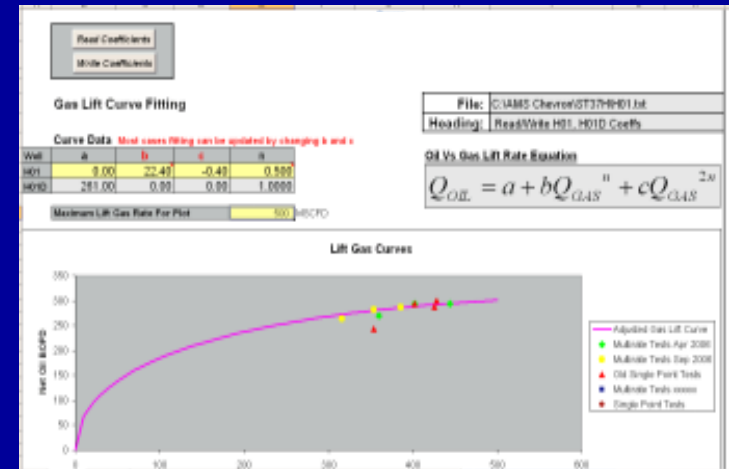 Read Coefficients
Write Coefficients
Gas Lift Curve Fitting
File: C:\AMS Chevron\ST37H\H01.txt
Heading: Read/Write H01, H01D Coeffs
Curve Data Most cases fitting can be updated by changing b and c
Oil Vs Gas Lift Rate Equation
Well a b c n
H01 0.00 22.40 -0.40 0.500
H01D 261.00 0.00 0.00 1.0000
Q_OIL = a + bQ_GAS^n + cQ_GAS^2n
Maximum Lift Gas Rate For Plot 500 MSCFD
Lift Gas Curves
350
300
250
200
150
100
50
0
Net Oil BOPD
0 100 200 300 400 500 600
Adjusted Gas Lift Curve
Multirate Tests Apr 2006
Multirate Tests Sep 2006
Old Single Point Tests
Multirate Tests xxxxx
Single Point Tests